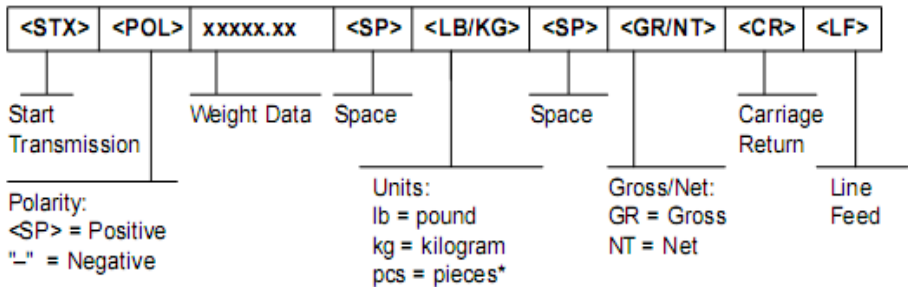 <STX> <POL> xxxxx.xx <SP> <LB/KG> <SP> <GR/NT> <CR> <LF>
Start
Transmission
Weight Data
Space
Space
Carriage
Return
Polarity:
<SP> = Positive
"–" = Negative
Units:
lb = pound
kg = kilogram
pcs = pieces*
Gross/Net:
GR = Gross
NT = Net
Line
Feed